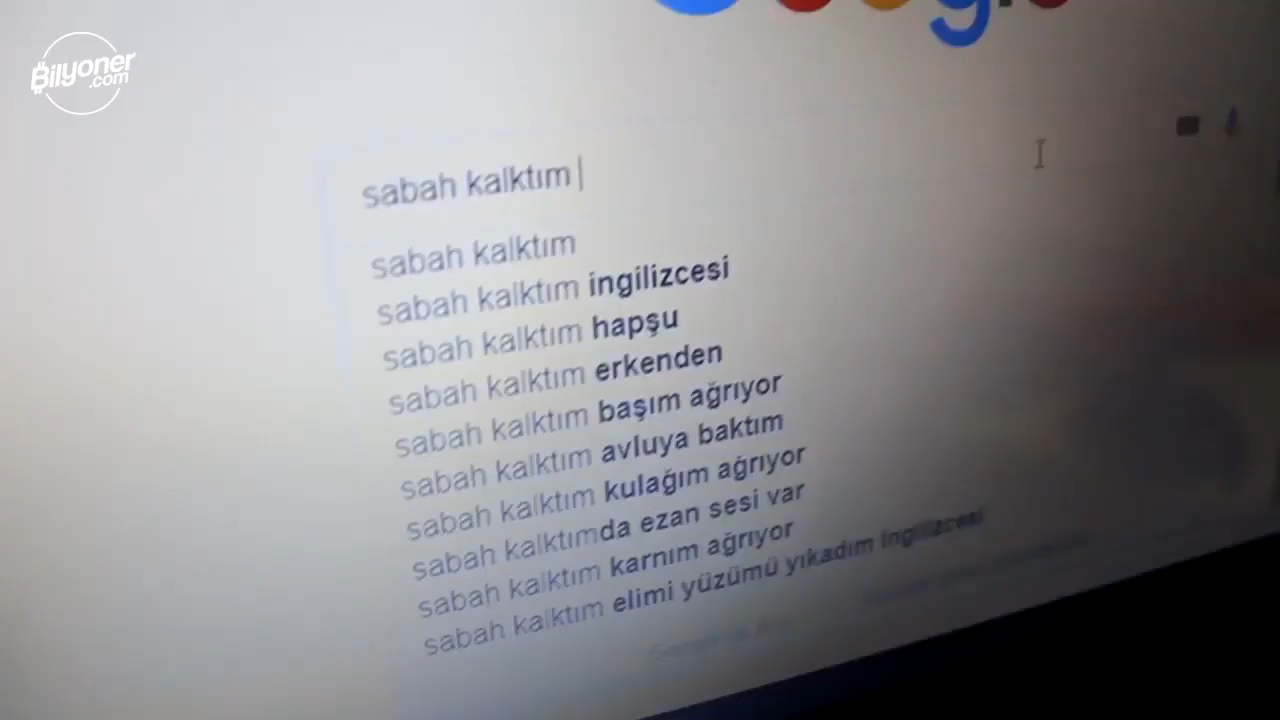 Bilyoner
.com
sabah kalktım
sabah kalktım
sabah kalktım ingilizcesi
sabah kalktım hapşu
sabah kalktım erkenden
sabah kalktım başım ağrıyor
sabah kalktım avluya baktım
sabah kalktım kulağım ağrıyor
sabah kalktımda ezan sesi var
sabah kalktım karnım ağrıyor
sabah kalktım elimi yüzümü yıkadım ingilizcesi